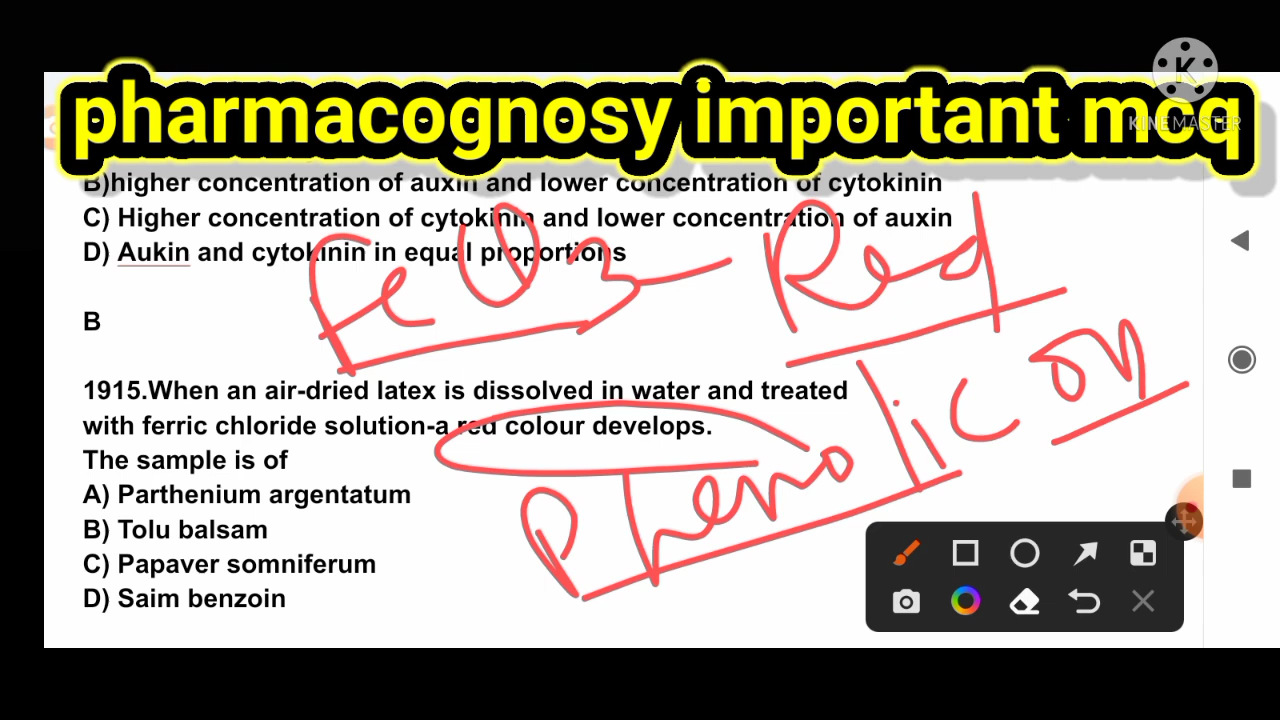 pharmacognosy important mcq
KINEMASTER
B)higher concentration of auxin and lower concentration of cytokinin
C) Higher concentration of cytokinin and lower concentration of auxin
D) Aukin and cytokinin in equal proportions
Fecl3 - Red
B
1915.When an air-dried latex is dissolved in water and treated
with ferric chloride solution-a red colour develops.
Phenolic OH
The sample is of
A) Parthenium argentatum
B) Tolu balsam
C) Papaver somniferum
D) Saim benzoin